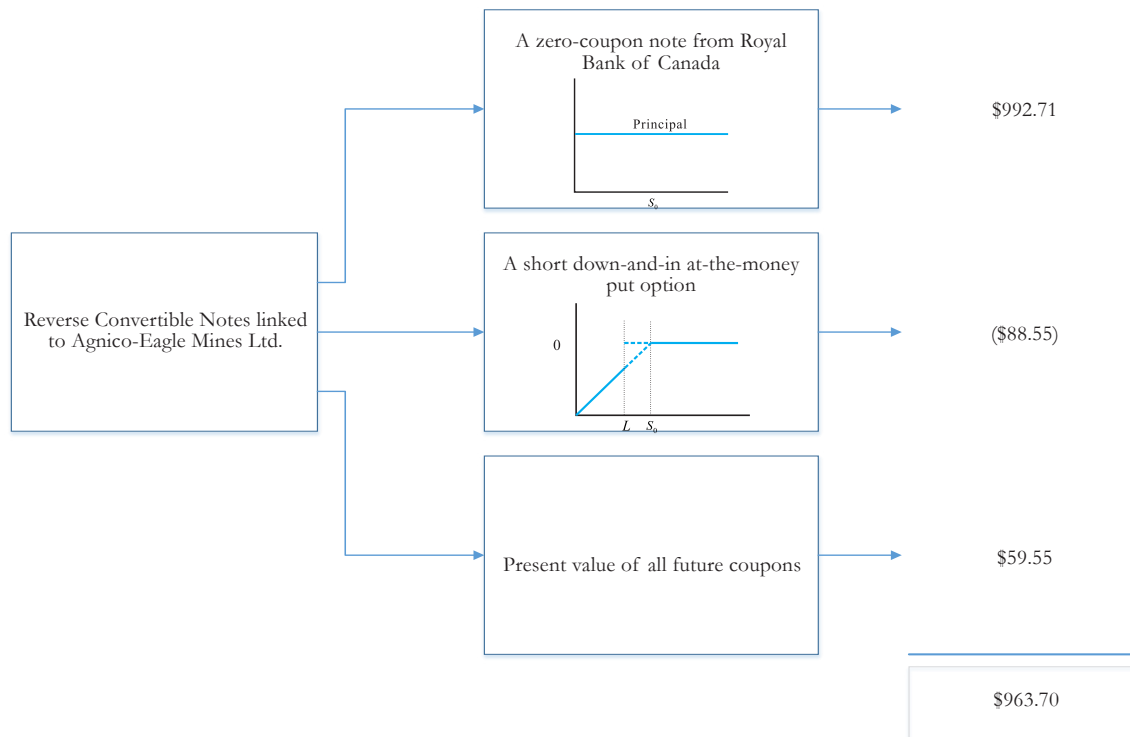 A zero-coupon note from Royal
Bank of Canada
Principal
S₀
$992.71
Reverse Convertible Notes linked
to Agnico-Eagle Mines Ltd.
A short down-and-in at-the-money
put option
0
L S₀
($88.55)
Present value of all future coupons
$59.55
$963.70